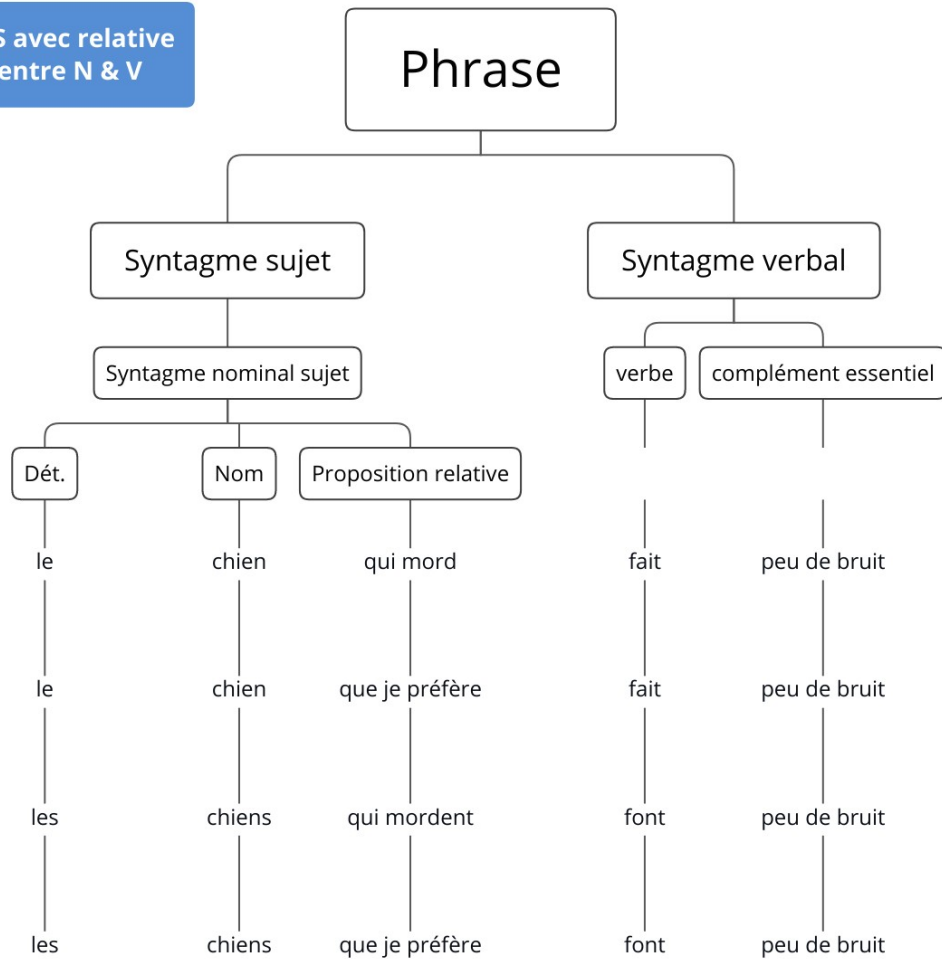 S avec relative
entre N & V
Phrase
Syntagme sujet
Syntagme verbal
Syntagme nominal sujet
verbe
complément essentiel
Dét.
Nom
Proposition relative
le chien qui mord fait peu de bruit
le chien que je préfère fait peu de bruit
les chiens qui mordent font peu de bruit
les chiens que je préfère font peu de bruit